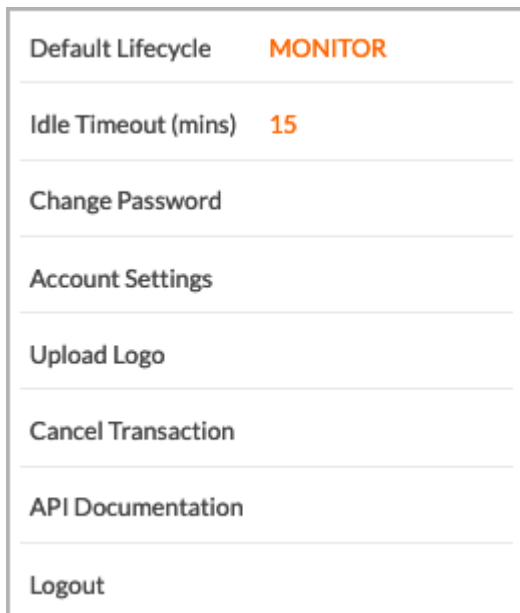 Default Lifecycle MONITOR
Idle Timeout (mins) 15
Change Password
Account Settings
Upload Logo
Cancel Transaction
API Documentation
Logout